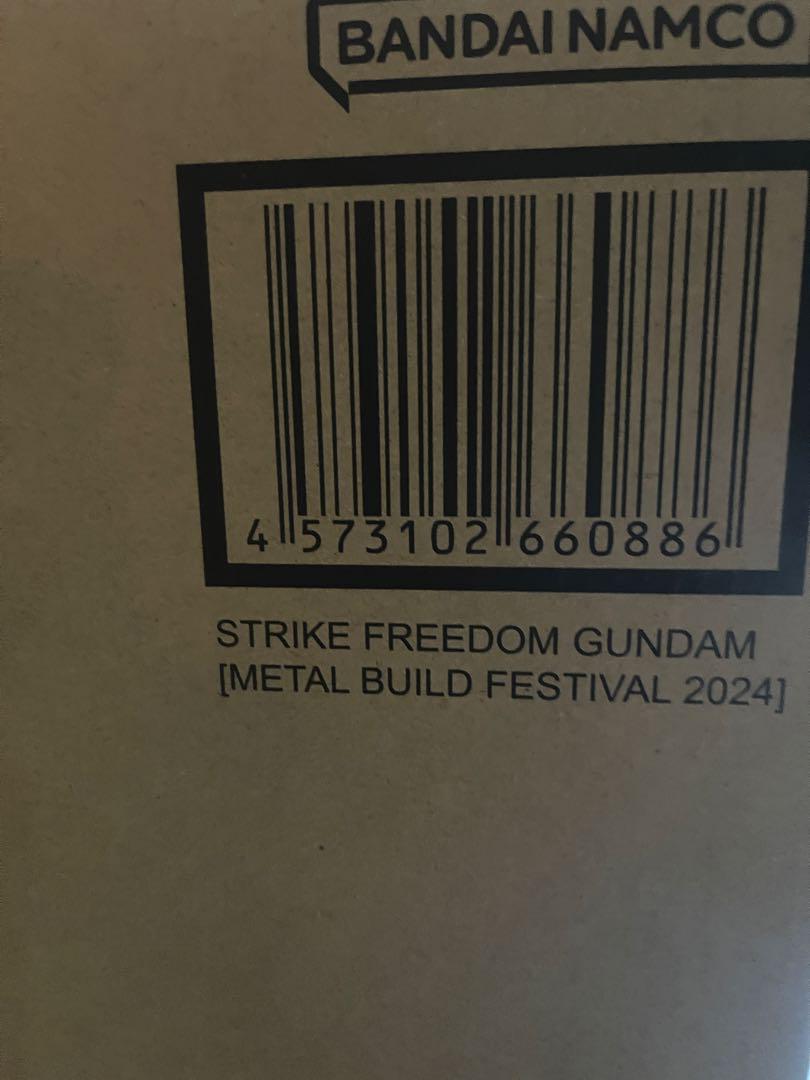 BANDAI NAMCO
4 573102 660886
STRIKE FREEDOM GUNDAM
[METAL BUILD FESTIVAL 2024]